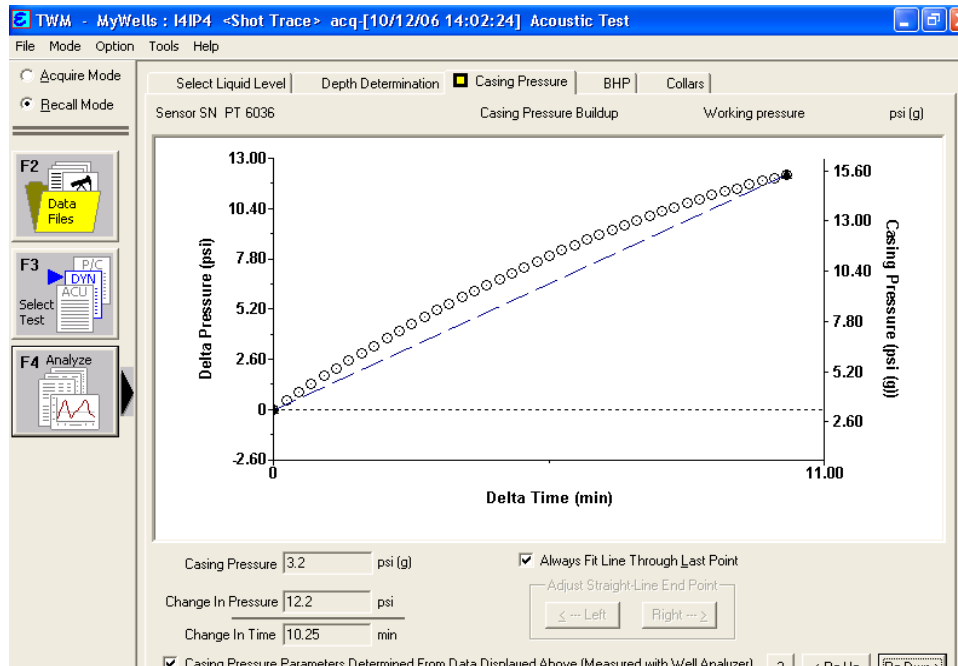 TWM - MyWells : I4IP4 <Shot Trace> acq-[10/12/06 14:02:24] Acoustic Test
File Mode Option Tools Help
Acquire Mode
Recall Mode
F2
Data
Files
F3
P/C
DYN
ACU
Select
Test
F4 Analyze
Select Liquid Level
Depth Determination
Casing Pressure
BHP
Collars
Sensor SN PT 6036
Casing Pressure Buildup
Working pressure
psi (g)
13.00
10.40
7.80
5.20
2.60
0
-2.60
Delta Pressure (psi)
15.60
13.00
10.40
7.80
5.20
2.60
Casing Pressure (psi (g))
0
11.00
Delta Time (min)
Casing Pressure 3.2 psi (g)
Change In Pressure 12.2 psi
Change In Time 10.25 min
Always Fit Line Through Last Point
Adjust Straight-Line End Point
< --- Left
Right --- >
Casing Pressure Parameters Determined From Data Displayed Above (Measured with Well Analyzer)
?
< Pg Up
Pg Dwn >